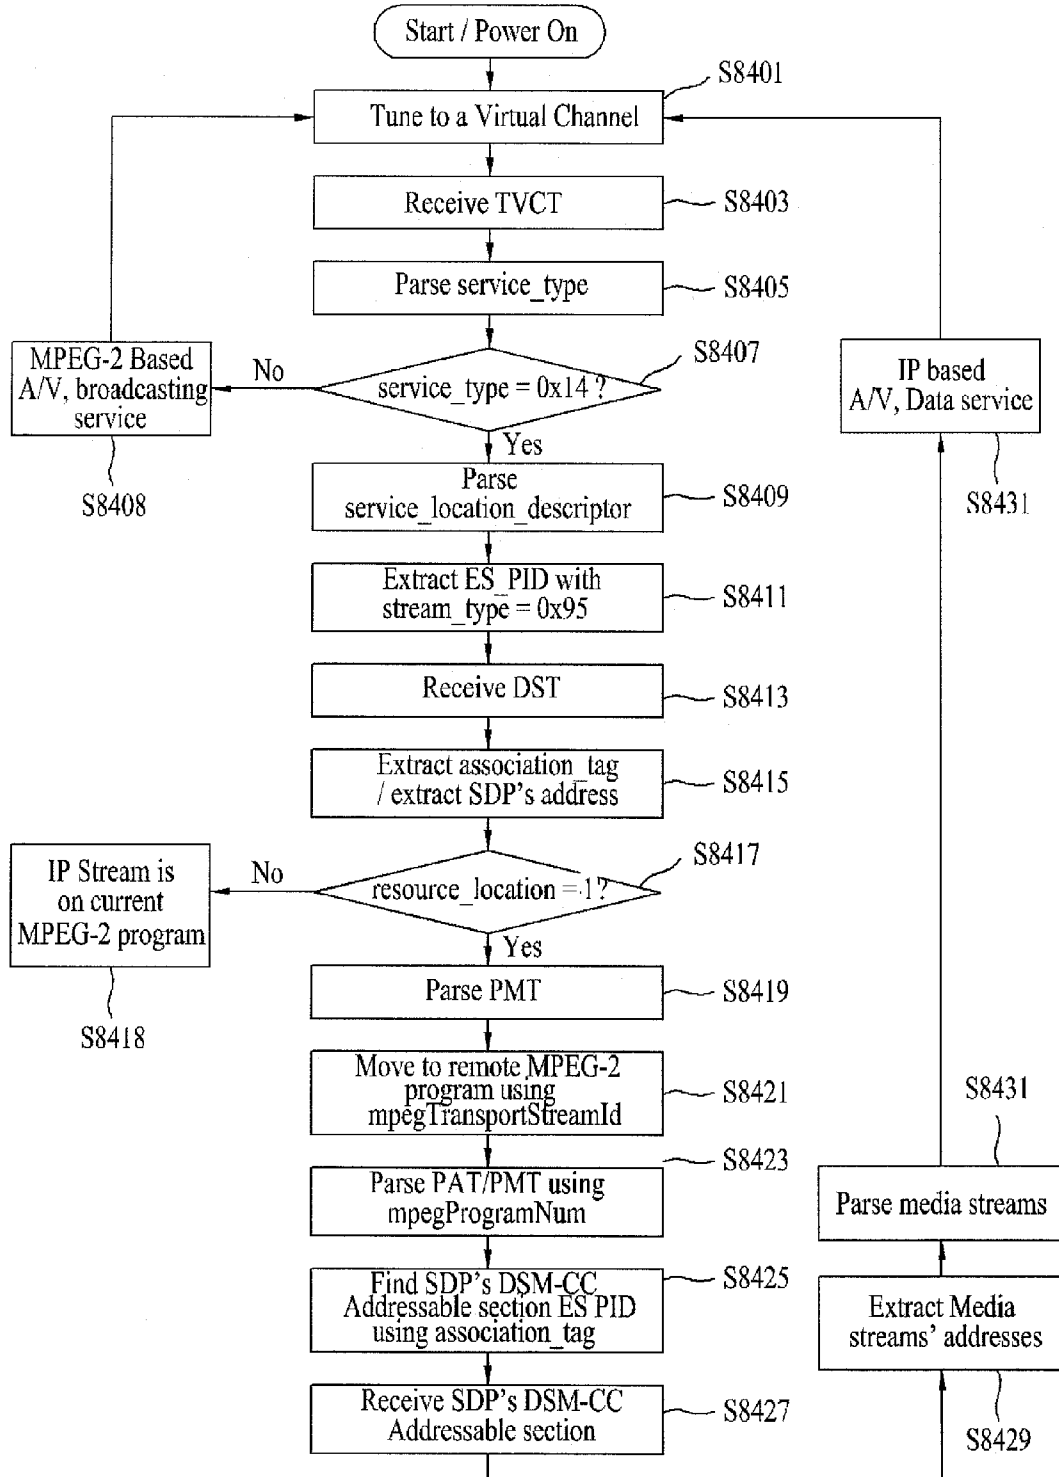 Start / Power On
S8401
Tune to a Virtual Channel
Receive TVCT
S8403
Parse service_type
S8405
S8407
MPEG-2 Based
A/V, broadcasting
service
No
service_type = 0x14 ?
IP based
A/V, Data service
Yes
S8408
Parse
service_location_descriptor
S8409
S8431
Extract ES_PID with
stream_type = 0x95
S8411
Receive DST
S8413
Extract association_tag
/ extract SDP's address
S8415
S8417
IP Stream is
on current
MPEG-2 program
No
resource_location = 1?
Yes
S8418
Parse PMT
S8419
Move to remote MPEG-2
program using
mpegTransportStreamId
S8421
S8431
S8423
Parse PAT/PMT using
mpegProgramNum
Parse media streams
S8425
Find SDP's DSM-CC
Addressable section ES PID
using association_tag
Extract Media
streams' addresses
Receive SDP's DSM-CC
Addressable section
S8427
S8429